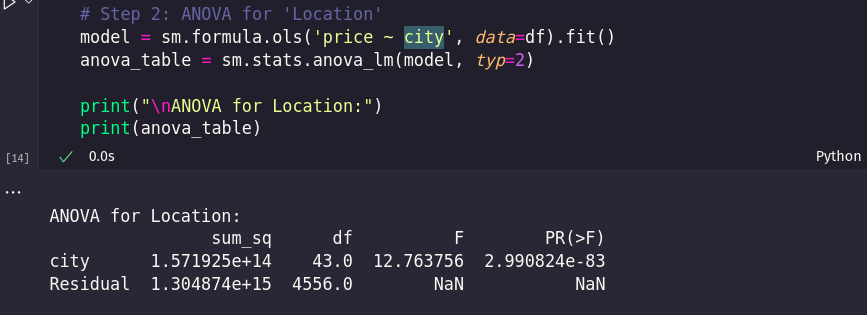 # Step 2: ANOVA for 'Location'
model = sm.formula.ols('price ~ city', data=df).fit()
anova_table = sm.stats.anova_lm(model, typ=2)
print("\nANOVA for Location:")
print(anova_table)
[14] 0.0s Python
...
ANOVA for Location:
sum_sq df F PR(>F)
city 1.571925e+14 43.0 12.763756 2.990824e-83
Residual 1.304874e+15 4556.0 NaN NaN